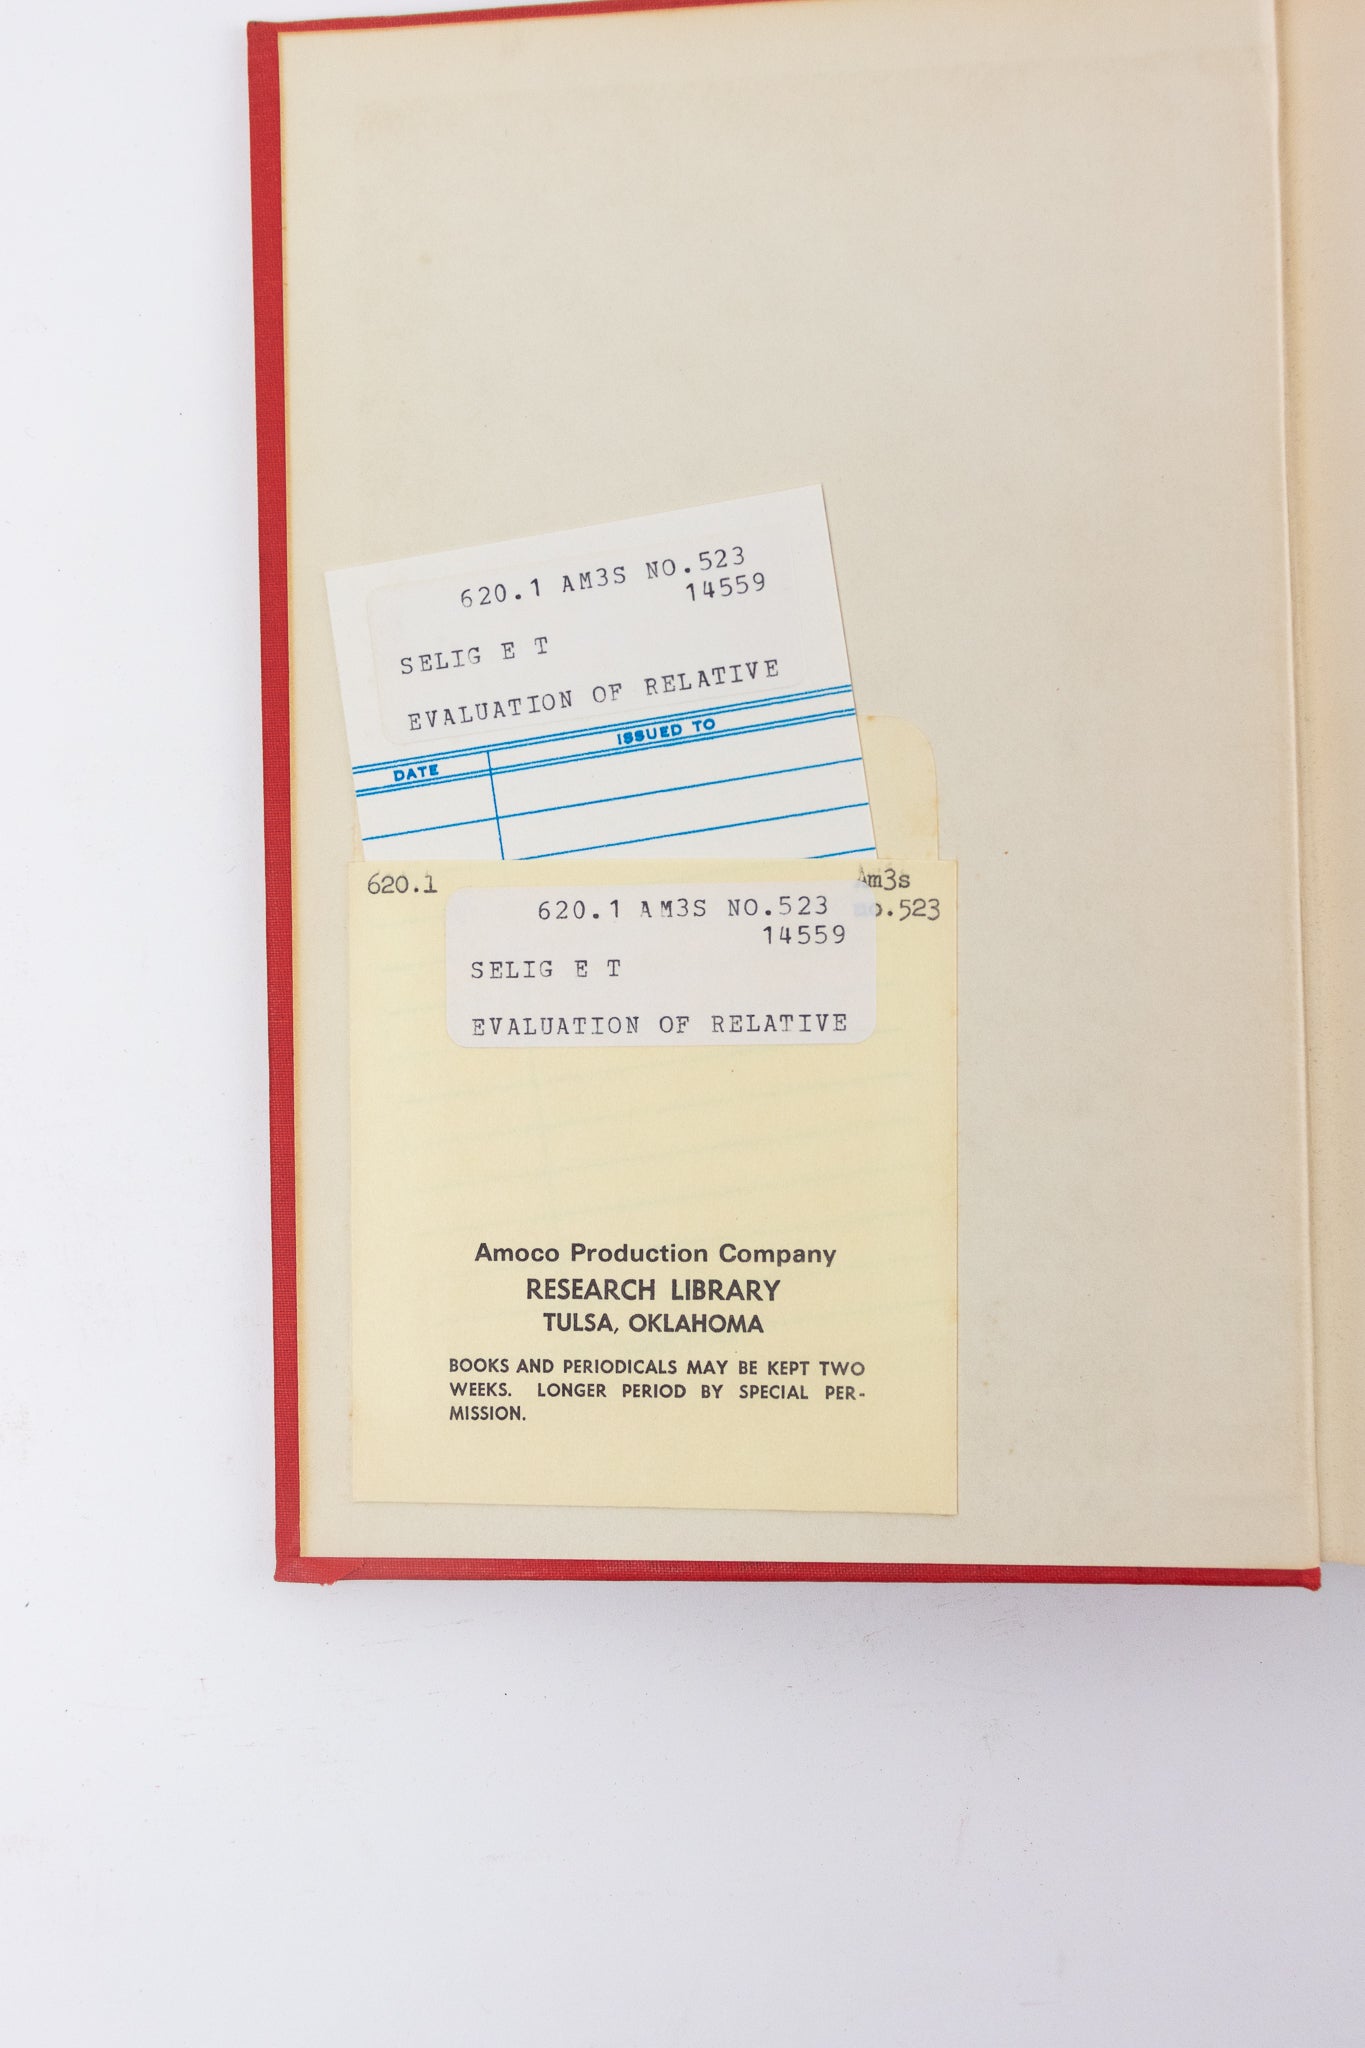 620.1 AM3S NO.523
14559
SELIG E T
EVALUATION OF RELATIVE
DATE
ISSUED TO
620.1
Am3s
no.523
620.1 AM3S NO.523
14559
SELIG E T
EVALUATION OF RELATIVE
Amoco Production Company
RESEARCH LIBRARY
TULSA, OKLAHOMA
BOOKS AND PERIODICALS MAY BE KEPT TWO
WEEKS. LONGER PERIOD BY SPECIAL PER-
MISSION.